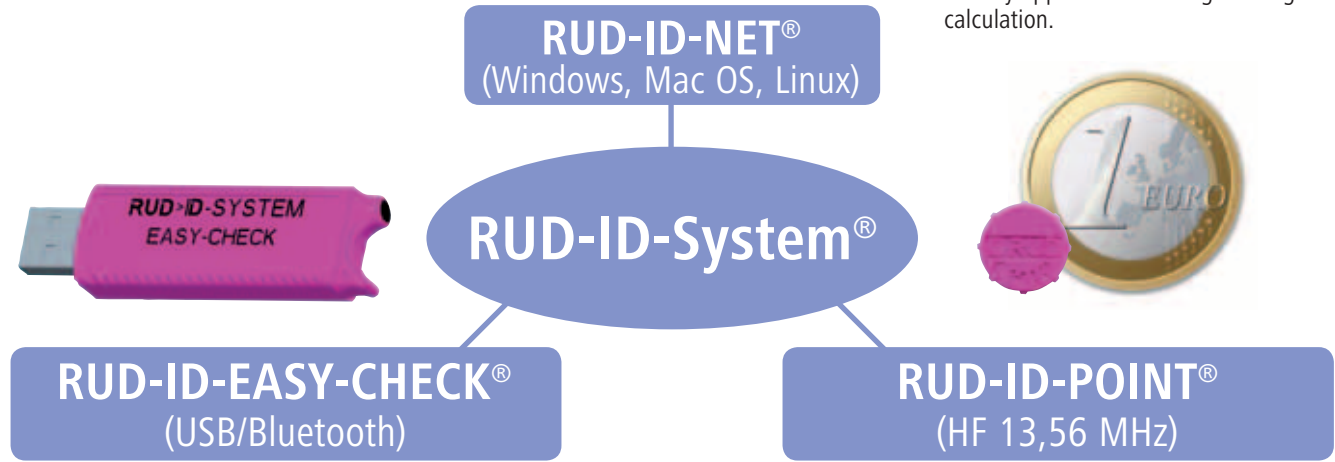 calculation.
RUD-ID-NET®
(Windows, Mac OS, Linux)
RUD-ID-SYSTEM
EASY-CHECK
RUD-ID-System®
1
EURO
RUD-ID-EASY-CHECK®
(USB/Bluetooth)
RUD-ID-POINT®
(HF 13,56 MHz)